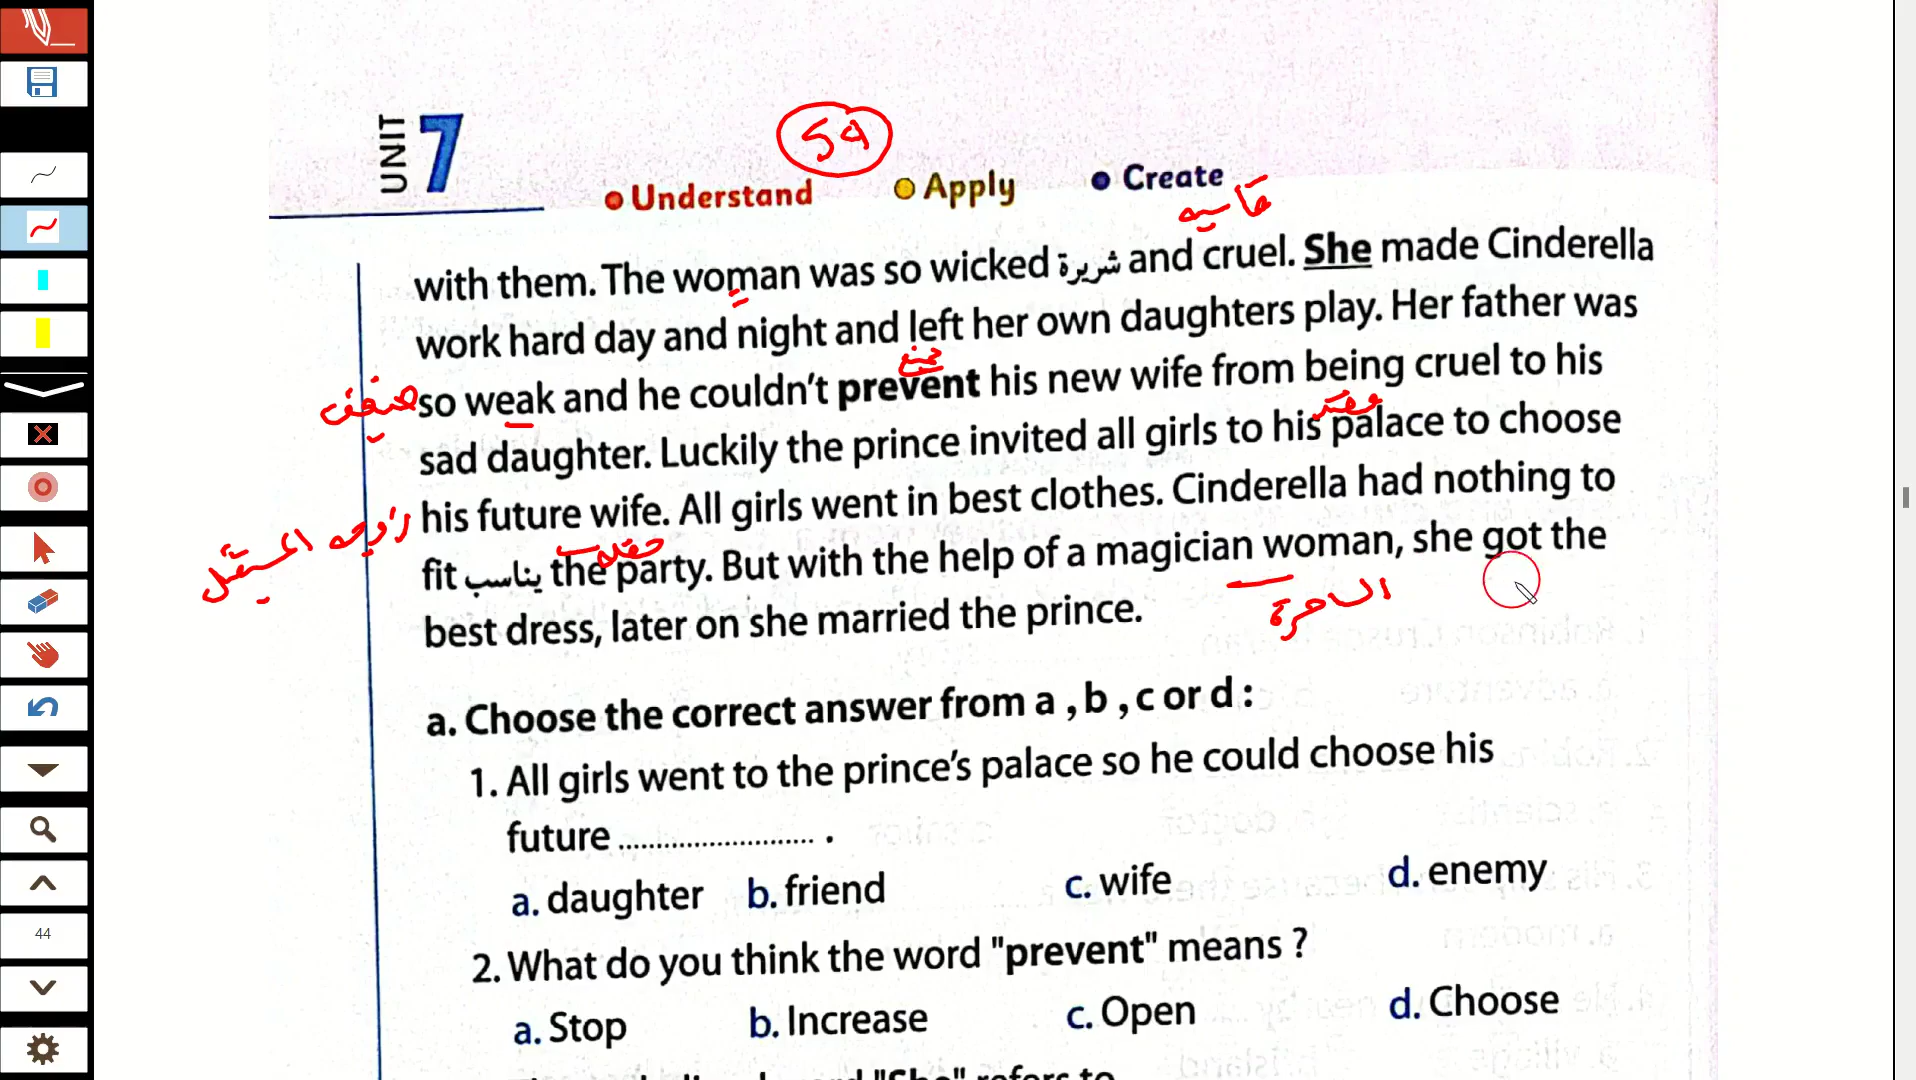 UNIT 7
54
Understand Apply Create
قاسيه
with them. The woman was so wicked شريرة and cruel. She made Cinderella
work hard day and night and left her own daughters play. Her father was
يمنع
ضعيف so weak and he couldn't prevent his new wife from being cruel to his
قصر
sad daughter. Luckily the prince invited all girls to his palace to choose
زوجه المستقبل his future wife. All girls went in best clothes. Cinderella had nothing to
حفله
fit يناسب the party. But with the help of a magician woman, she got the
الساحرة
best dress, later on she married the prince.
a. Choose the correct answer from a , b , c or d :
1. All girls went to the prince's palace so he could choose his
future .......................... .
a. daughter b. friend c. wife d. enemy
2. What do you think the word "prevent" means ?
a. Stop b. Increase c. Open d. Choose
"She" refers to
44